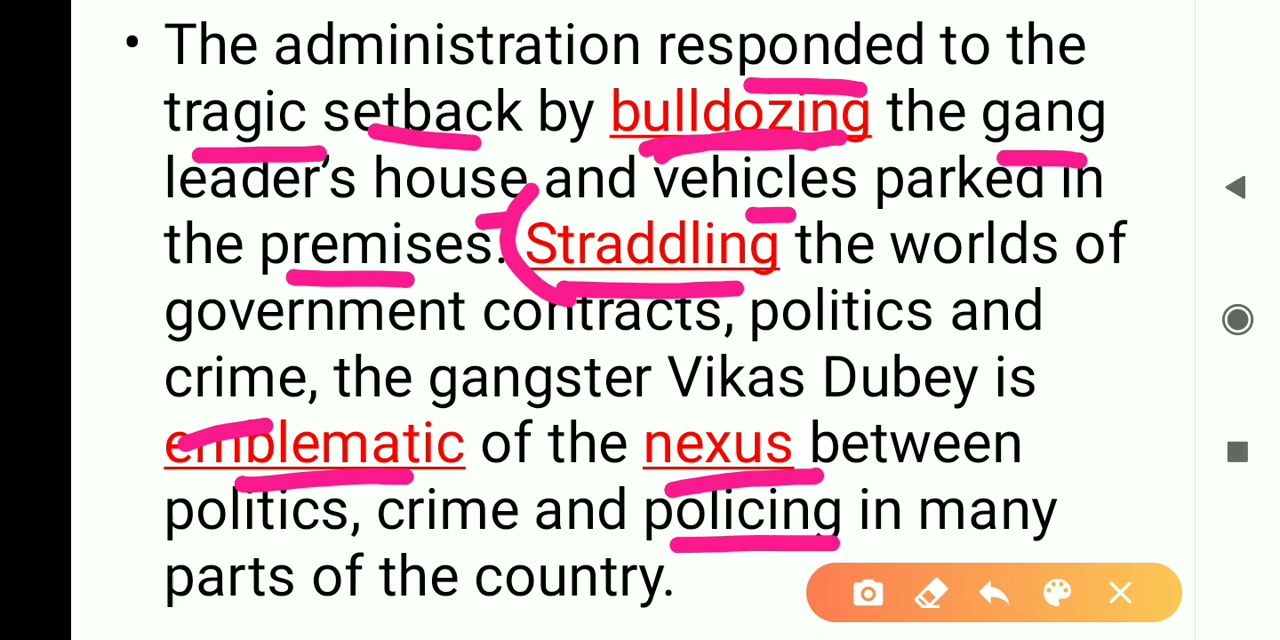 • The administration responded to the
tragic setback by bulldozing the gang
leader's house and vehicles parked in
the premises. Straddling the worlds of
government contracts, politics and
crime, the gangster Vikas Dubey is
emblematic of the nexus between
politics, crime and policing in many
parts of the country.